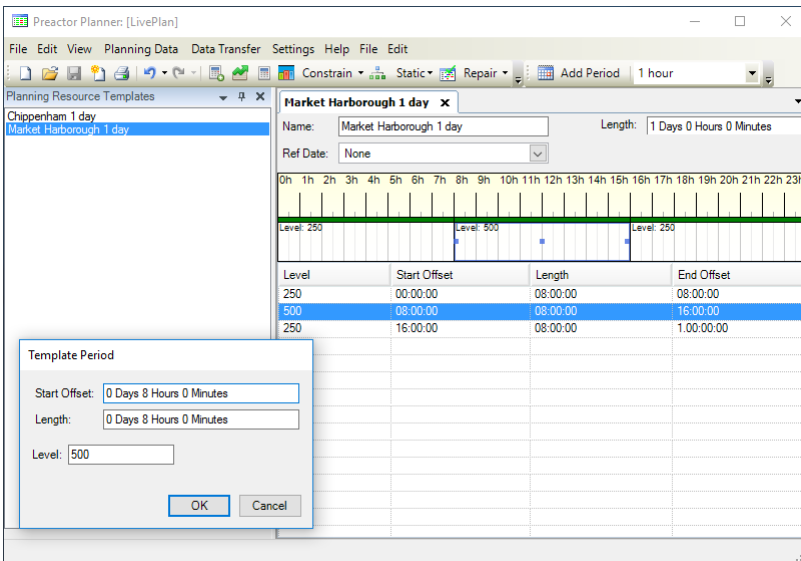 Preactor Planner: [LivePlan]
File Edit View Planning Data Data Transfer Settings Help File Edit
Constrain Static Repair Add Period 1 hour
Planning Resource Templates
Chippenham 1 day
Market Harborough 1 day
Market Harborough 1 day
Name: Market Harborough 1 day Length: 1 Days 0 Hours 0 Minutes
Ref Date: None
0h 1h 2h 3h 4h 5h 6h 7h 8h 9h 10h 11h 12h 13h 14h 15h 16h 17h 18h 19h 20h 21h 22h 23h
Level: 250 Level: 500 Level: 250
Level Start Offset Length End Offset
250 00:00:00 08:00:00 08:00:00
500 08:00:00 08:00:00 16:00:00
250 16:00:00 08:00:00 1.00:00:00
Template Period
Start Offset: 0 Days 8 Hours 0 Minutes
Length: 0 Days 8 Hours 0 Minutes
Level: 500
OK Cancel